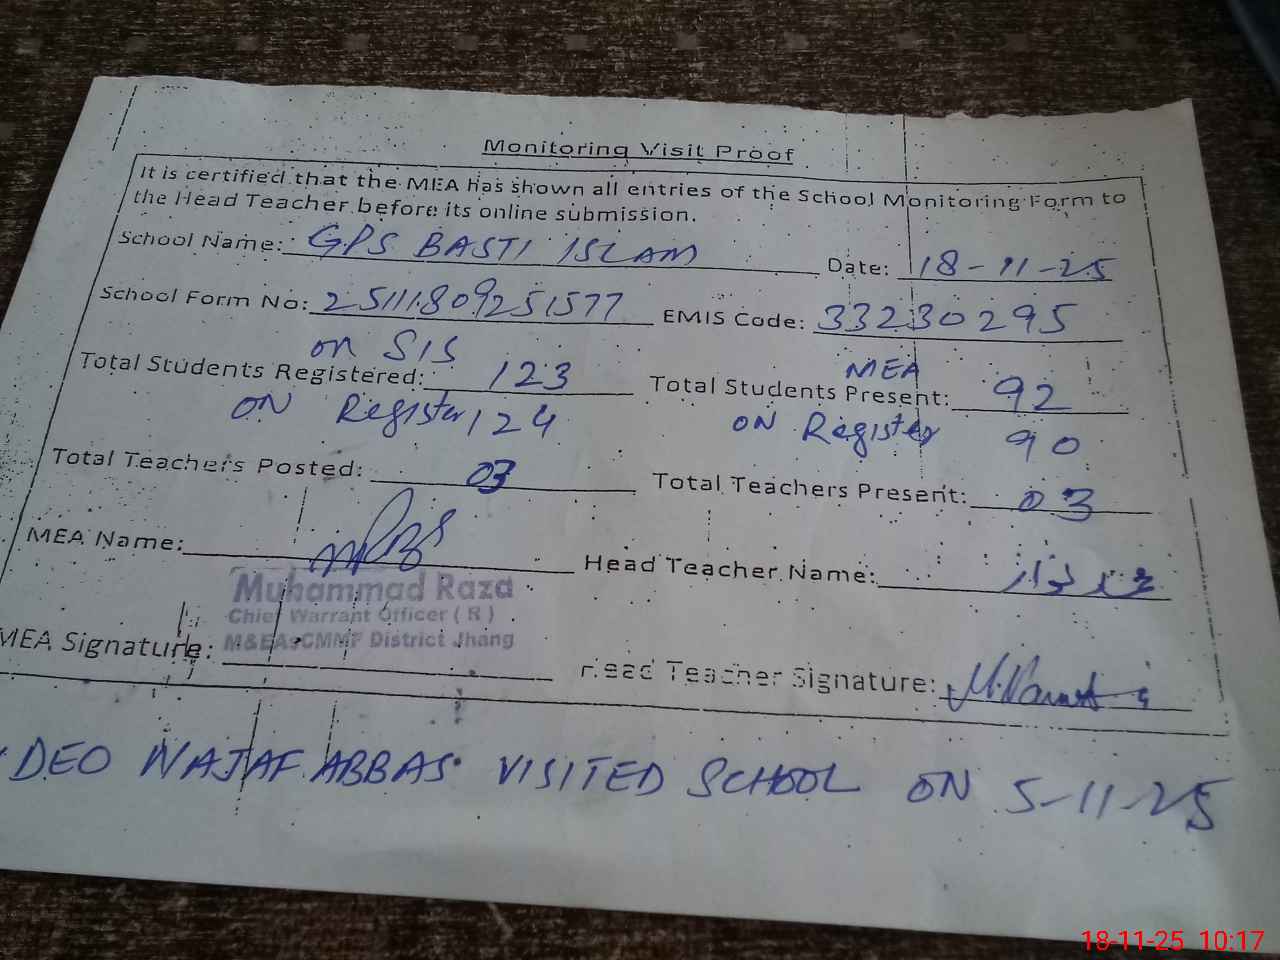 Monitoring Visit Proof
It is certified that the MEA has shown all entries of the School Monitoring Form to
the Head Teacher before its online submission.
School Name: GPS BASTI ISLAM Date: 18-11-25
School Form No: 2511180925 1577 EMIS Code: 33230295
on SIS MEA
Total Students Registered: 123 Total Students Present: 92
ON Register 124 ON Register 90
Total Teachers Posted: 03 Total Teachers Present: 03
MEA Name: Head Teacher Name:
Muhammad Raza
Chief Warrant Officer ( R )
M&EA, CMMF District Jhang
MEA Signature: Head Teacher Signature:
DEO NAJAF ABBAS VISITED SCHOOL ON 5-11-25
18-11-25 10:17